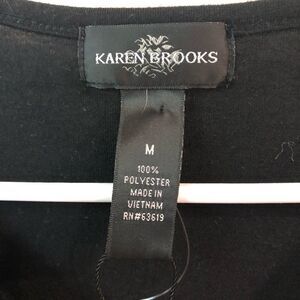 KAREN BROOKS
M
100%
POLYESTER
MADE IN
VIETNAM
RN#63619